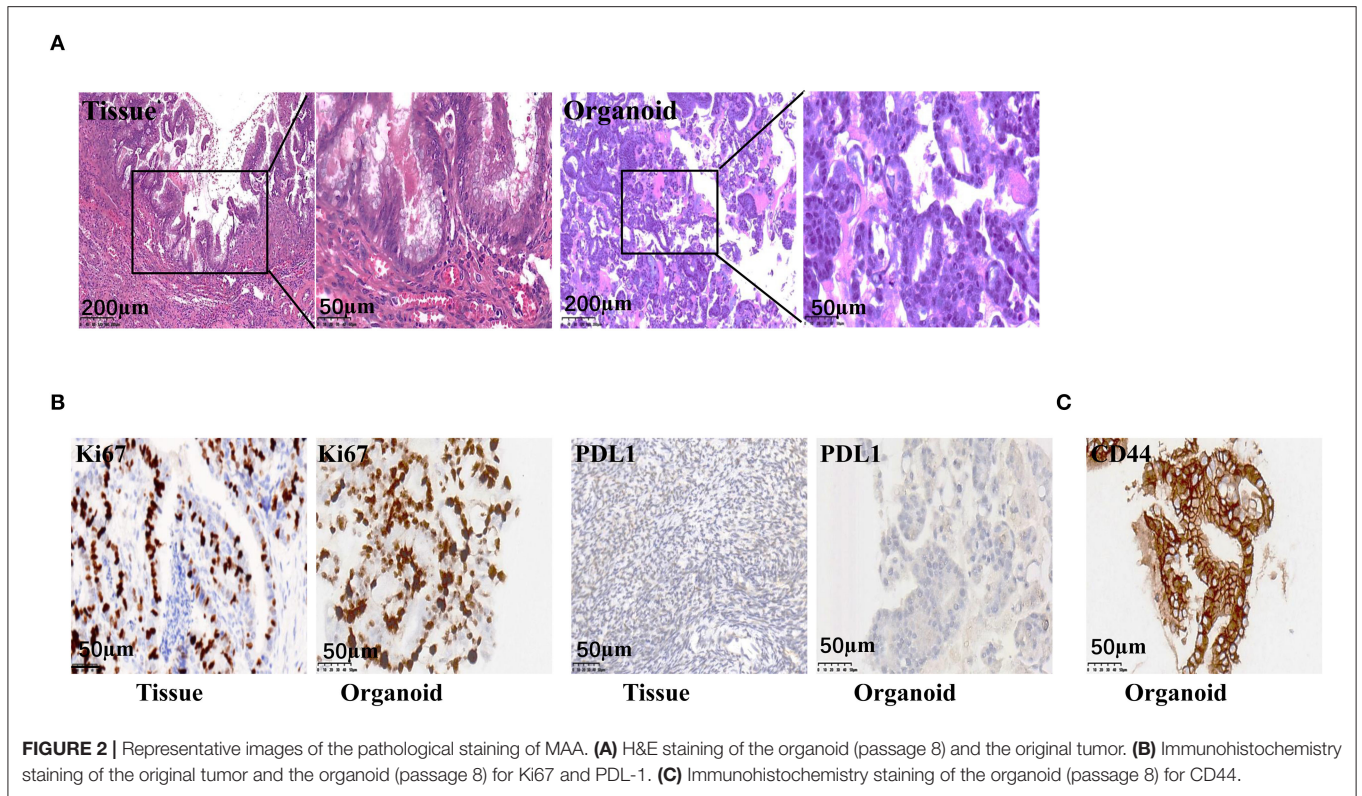 A
Tissue
Organoid
200μm
50μm
200μm
50μm
B
C
Ki67
Ki67
PDL1
PDL1
CD44
50μm
50μm
50μm
50μm
50μm
Tissue
Organoid
Tissue
Organoid
Organoid
FIGURE 2 | Representative images of the pathological staining of MAA. (A) H&E staining of the organoid (passage 8) and the original tumor. (B) Immunohistochemistry
staining of the original tumor and the organoid (passage 8) for Ki67 and PDL-1. (C) Immunohistochemistry staining of the organoid (passage 8) for CD44.